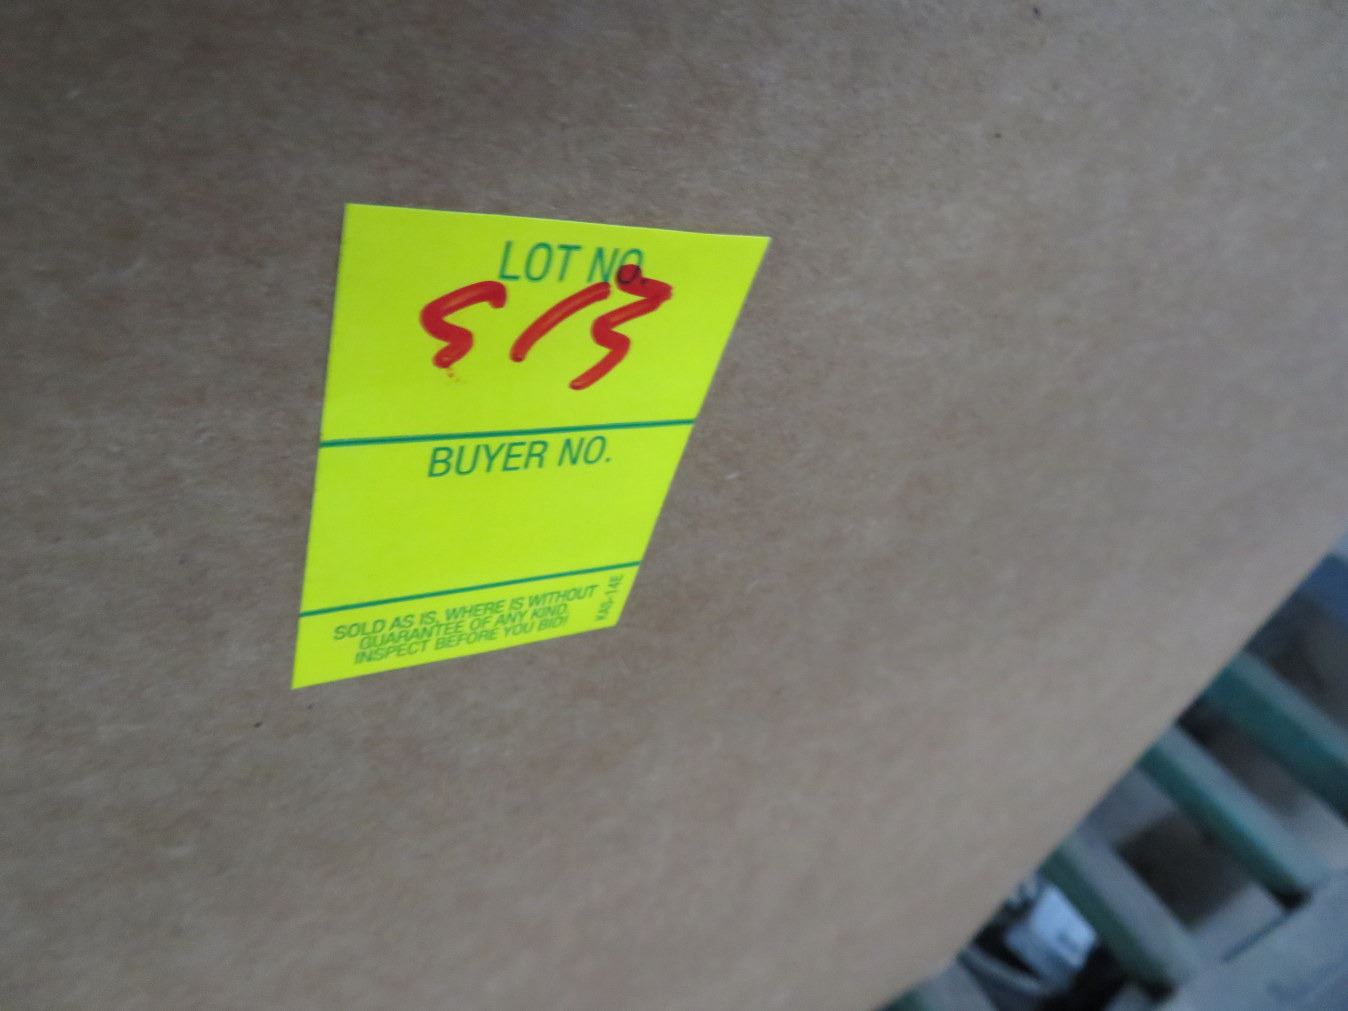 LOT NO.
513
BUYER NO.
SOLD AS IS, WHERE IS WITHOUT
GUARANTEE OF ANY KIND.
INSPECT BEFORE YOU BID!
KAS-14E